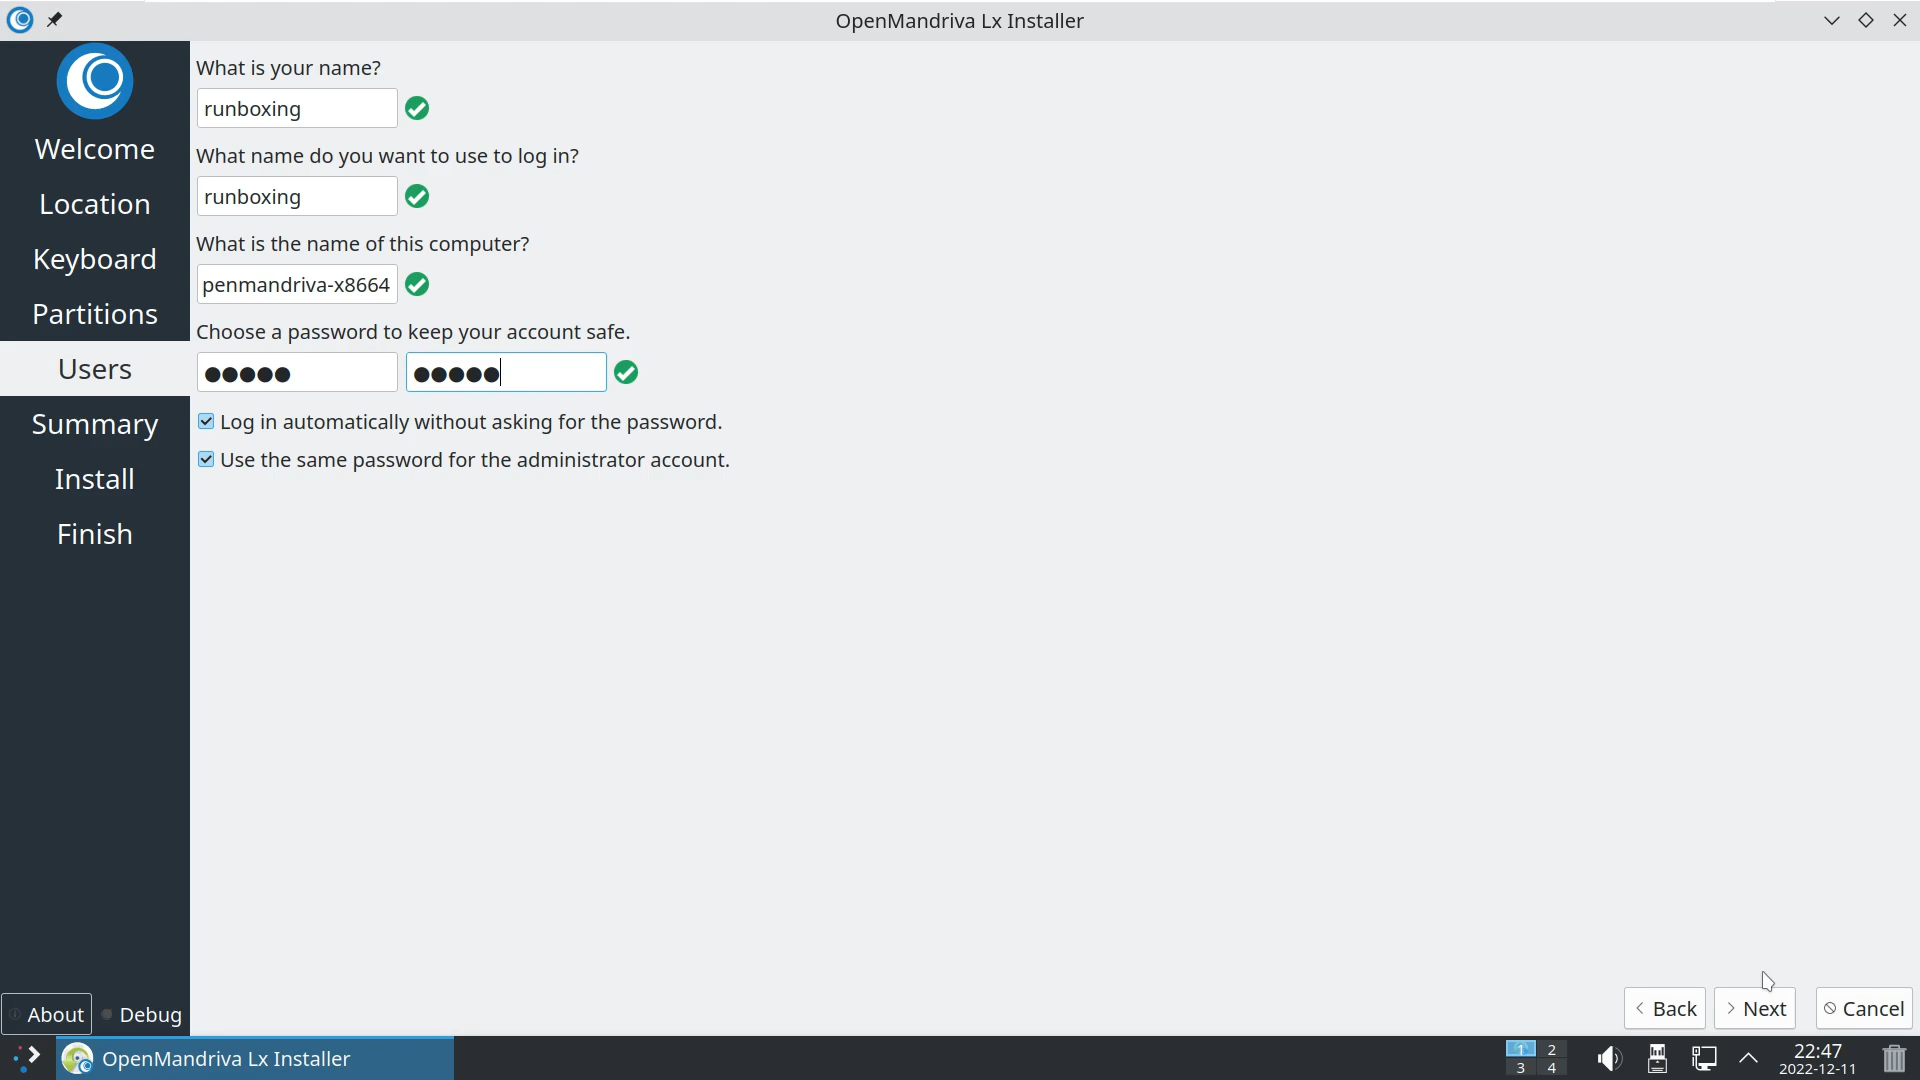 OpenMandriva Lx Installer
What is your name?
runboxing
What name do you want to use to log in?
runboxing
What is the name of this computer?
penmandriva-x8664
Choose a password to keep your account safe.
●●●●● ●●●●●
Log in automatically without asking for the password.
Use the same password for the administrator account.
Welcome
Location
Keyboard
Partitions
Users
Summary
Install
Finish
About Debug
Back Next Cancel
OpenMandriva Lx Installer
1 2
3 4
22:47
2022-12-11